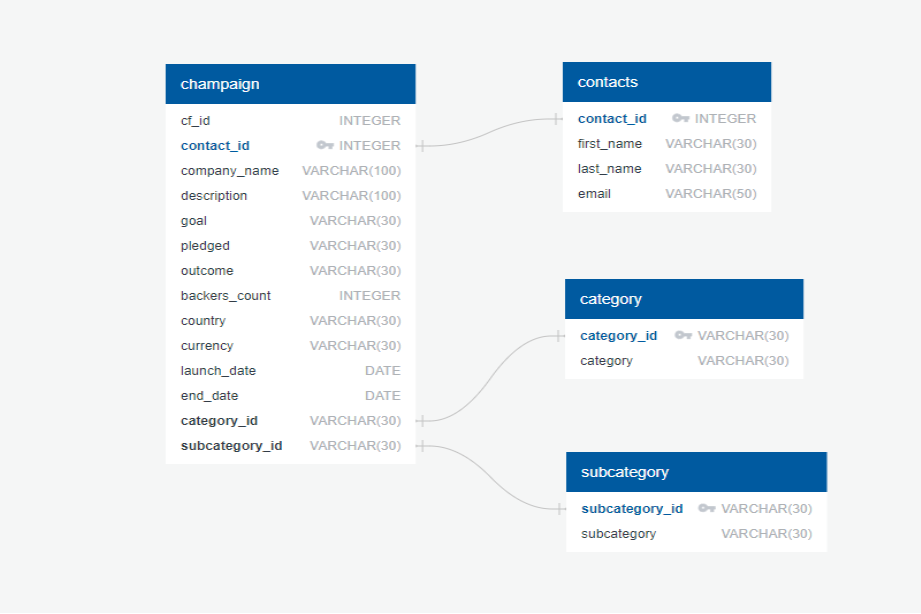 champaign
cf_id INTEGER
contact_id INTEGER
company_name VARCHAR(100)
description VARCHAR(100)
goal VARCHAR(30)
pledged VARCHAR(30)
outcome VARCHAR(30)
backers_count INTEGER
country VARCHAR(30)
currency VARCHAR(30)
launch_date DATE
end_date DATE
category_id VARCHAR(30)
subcategory_id VARCHAR(30)
contacts
contact_id INTEGER
first_name VARCHAR(30)
last_name VARCHAR(30)
email VARCHAR(50)
category
category_id VARCHAR(30)
category VARCHAR(30)
subcategory
subcategory_id VARCHAR(30)
subcategory VARCHAR(30)